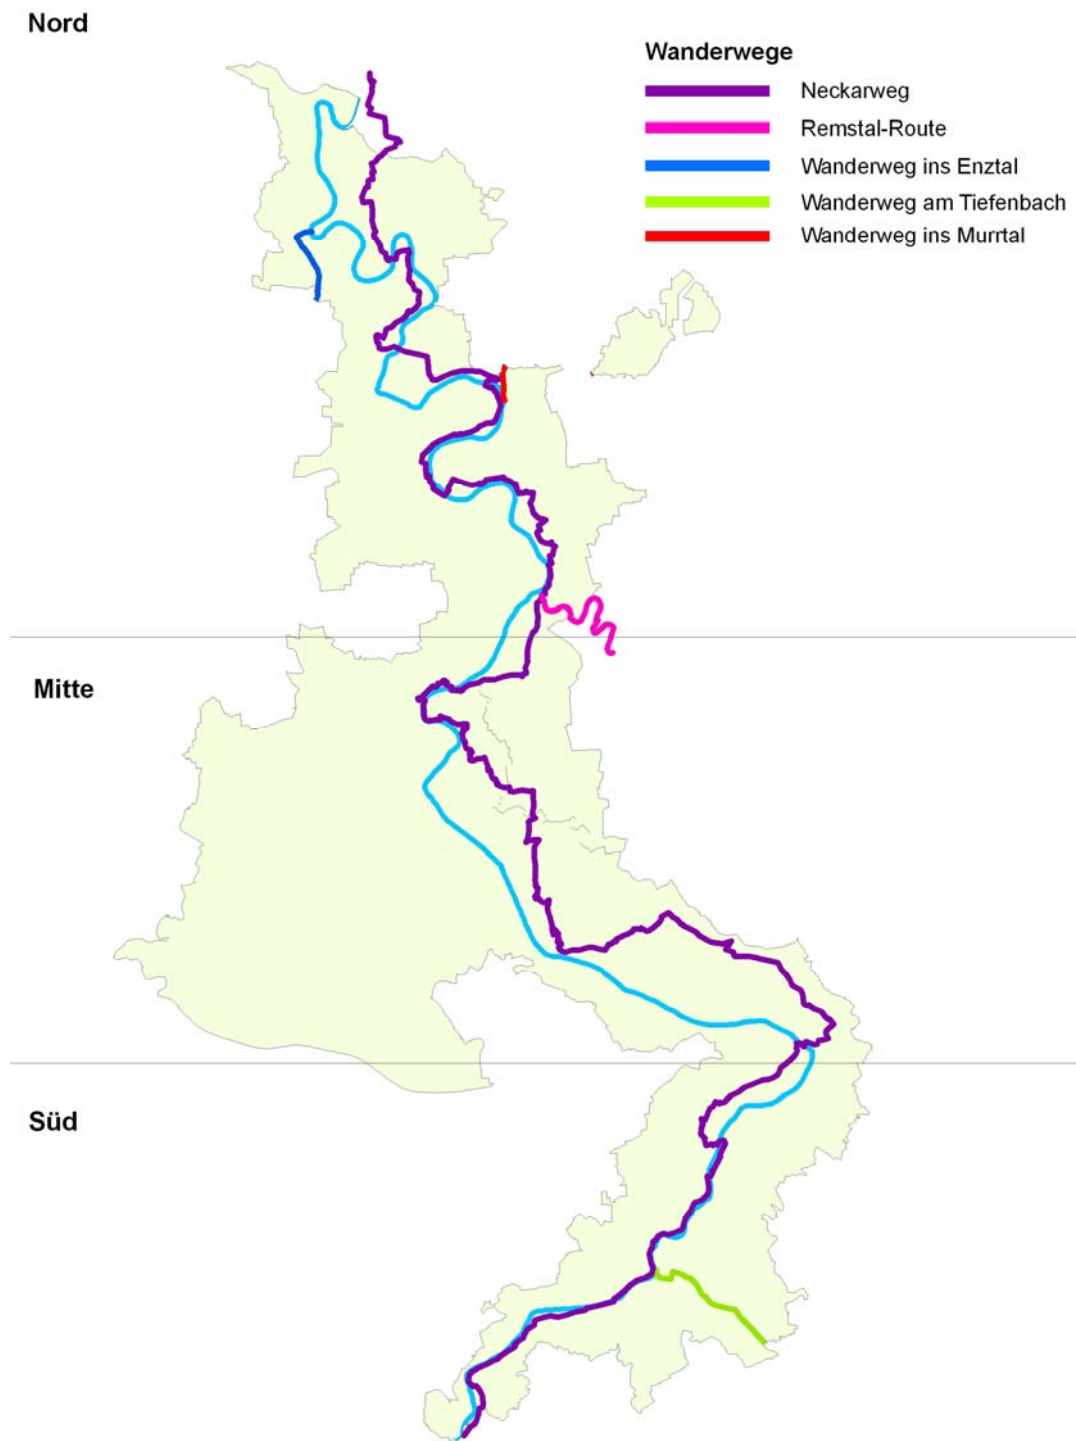 Nord
Wanderwege
Neckarweg
Remstal-Route
Wanderweg ins Enztal
Wanderweg am Tiefenbach
Wanderweg ins Murrtal
Mitte
Süd